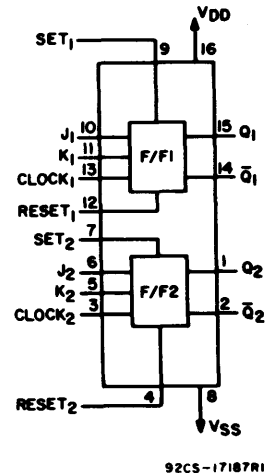 VDD
SET1
9 16
J1 10 15 Q1
K1 11 F/F1
CLOCK1 13 14 Q̅1
RESET1 12
SET2 7
J2 6 1 Q2
K2 5 F/F2
CLOCK2 3 2 Q̅2
RESET2 4 8
VSS
92CS-17187R1